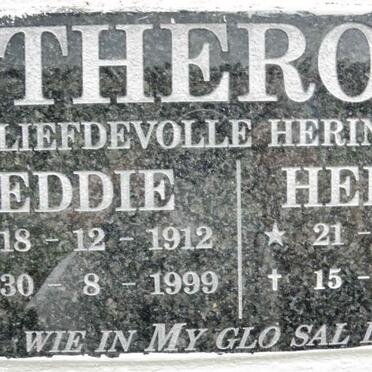 THERO
LIEFDEVOLLE HERIN
EDDIE HE
18 - 12 - 1912 ★ 21 -
30 - 8 - 1999 ✝ 15 -
WIE IN MY GLO SAL